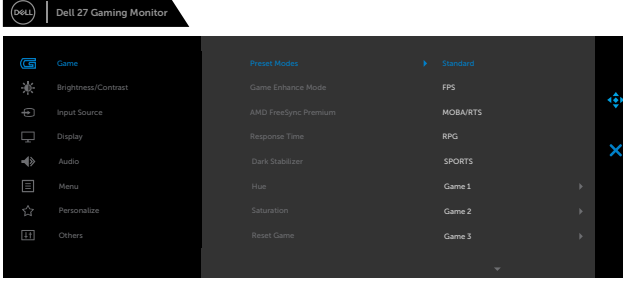 DELL Dell 27 Gaming Monitor
Game Preset Modes Standard
Brightness/Contrast Game Enhance Mode FPS
Input Source AMD FreeSync Premium MOBA/RTS
Display Response Time RPG
Audio Dark Stabilizer SPORTS
Menu Hue Game 1
Personalize Saturation Game 2
Others Reset Game Game 3